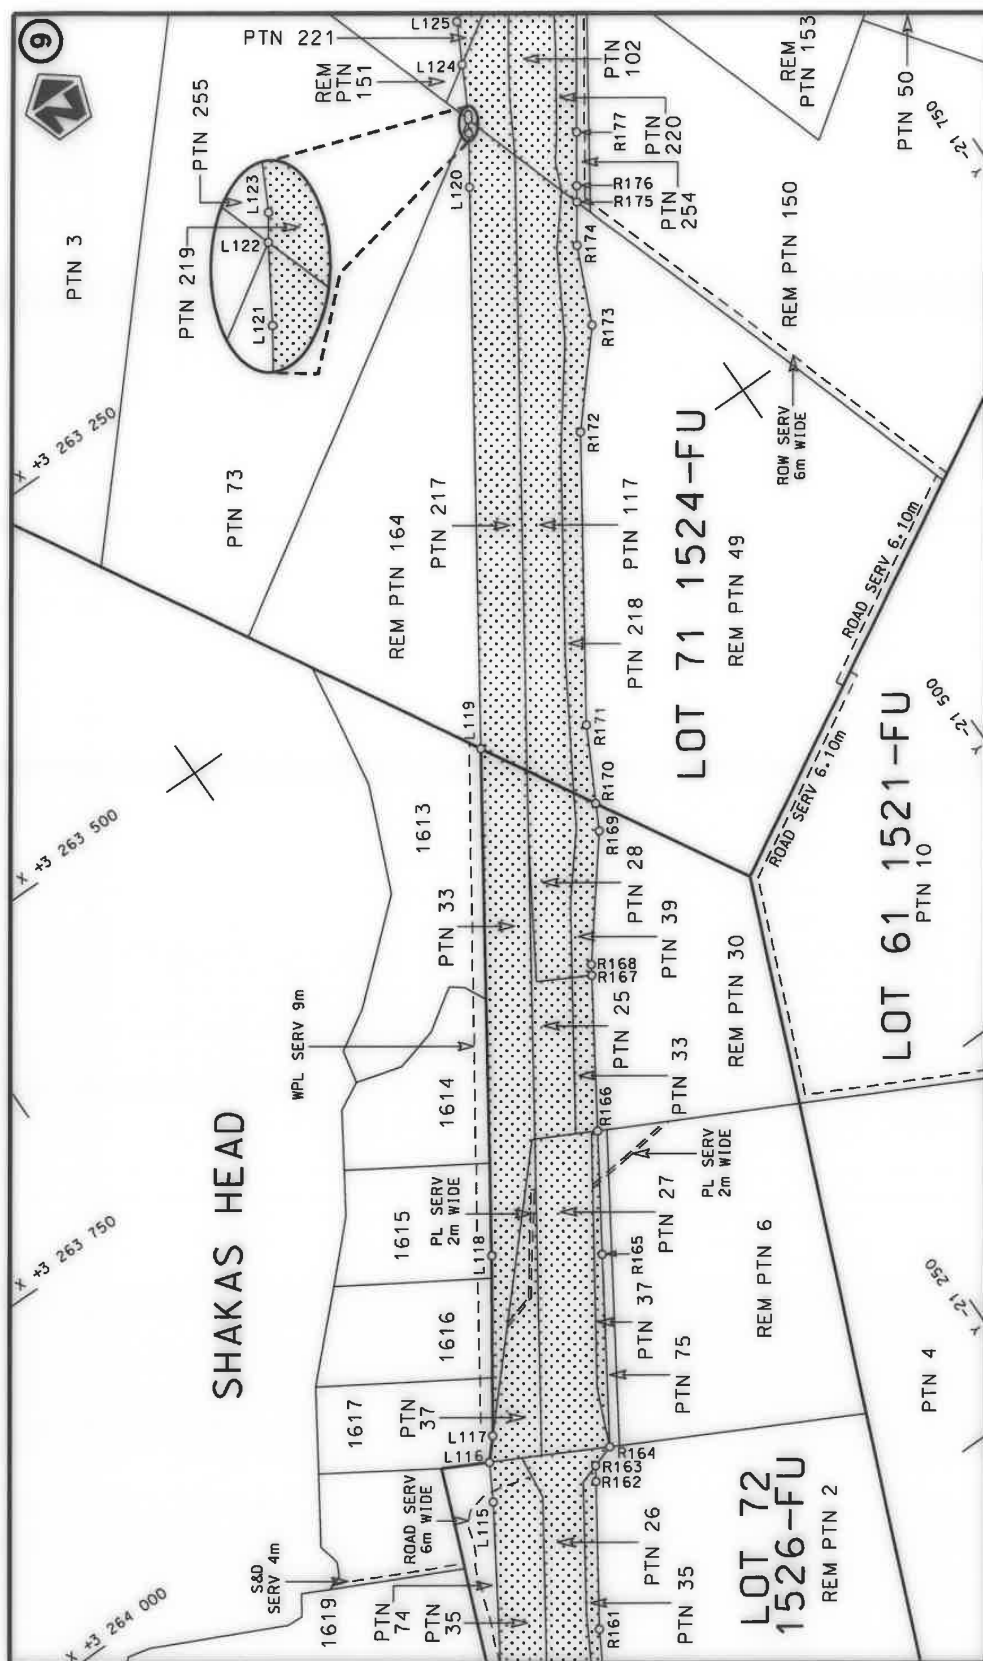 9
L125
PTN 221
L124
REM
PTN
151
PTN 255
L123
L122
PTN 219
L121
PTN 3
L120
PTN
102
R177
PTN
220
R176
R175
PTN
254
R174
R173
R172
REM
PTN 153
PTN 50
Y -21 750
REM PTN 150
ROW SERV
6m WIDE
X +3 263 250
PTN 73
REM PTN 164
PTN 217
PTN 117
PTN 218
LOT 71 1524-FU
REM PTN 49
ROAD SERV 6.10m
L119
R171
R170
R169
ROAD SERV 6.10m
Y -21 500
X +3 263 500
1613
PTN 33
PTN 28
PTN 39
R168
R167
REM PTN 30
LOT 61 1521-FU
PTN 10
WPL SERV 9m
PTN 25
PTN 33
R166
1614
SHAKAS HEAD
PL SERV
2m WIDE
1615
PL SERV
2m WIDE
L118
PTN 27
R165
X +3 263 750
PTN 37
PTN 75
REM PTN 6
Y -21 250
1616
1617
PTN
37
L117
L116
R164
R163
R162
PTN 4
L115
ROAD SERV
6m WIDE
S&D
SERV 4m
PTN 26
LOT 72
1526-FU
REM PTN 2
X +3 264 000
1619
PTN
74
PTN
35
R161
PTN 35